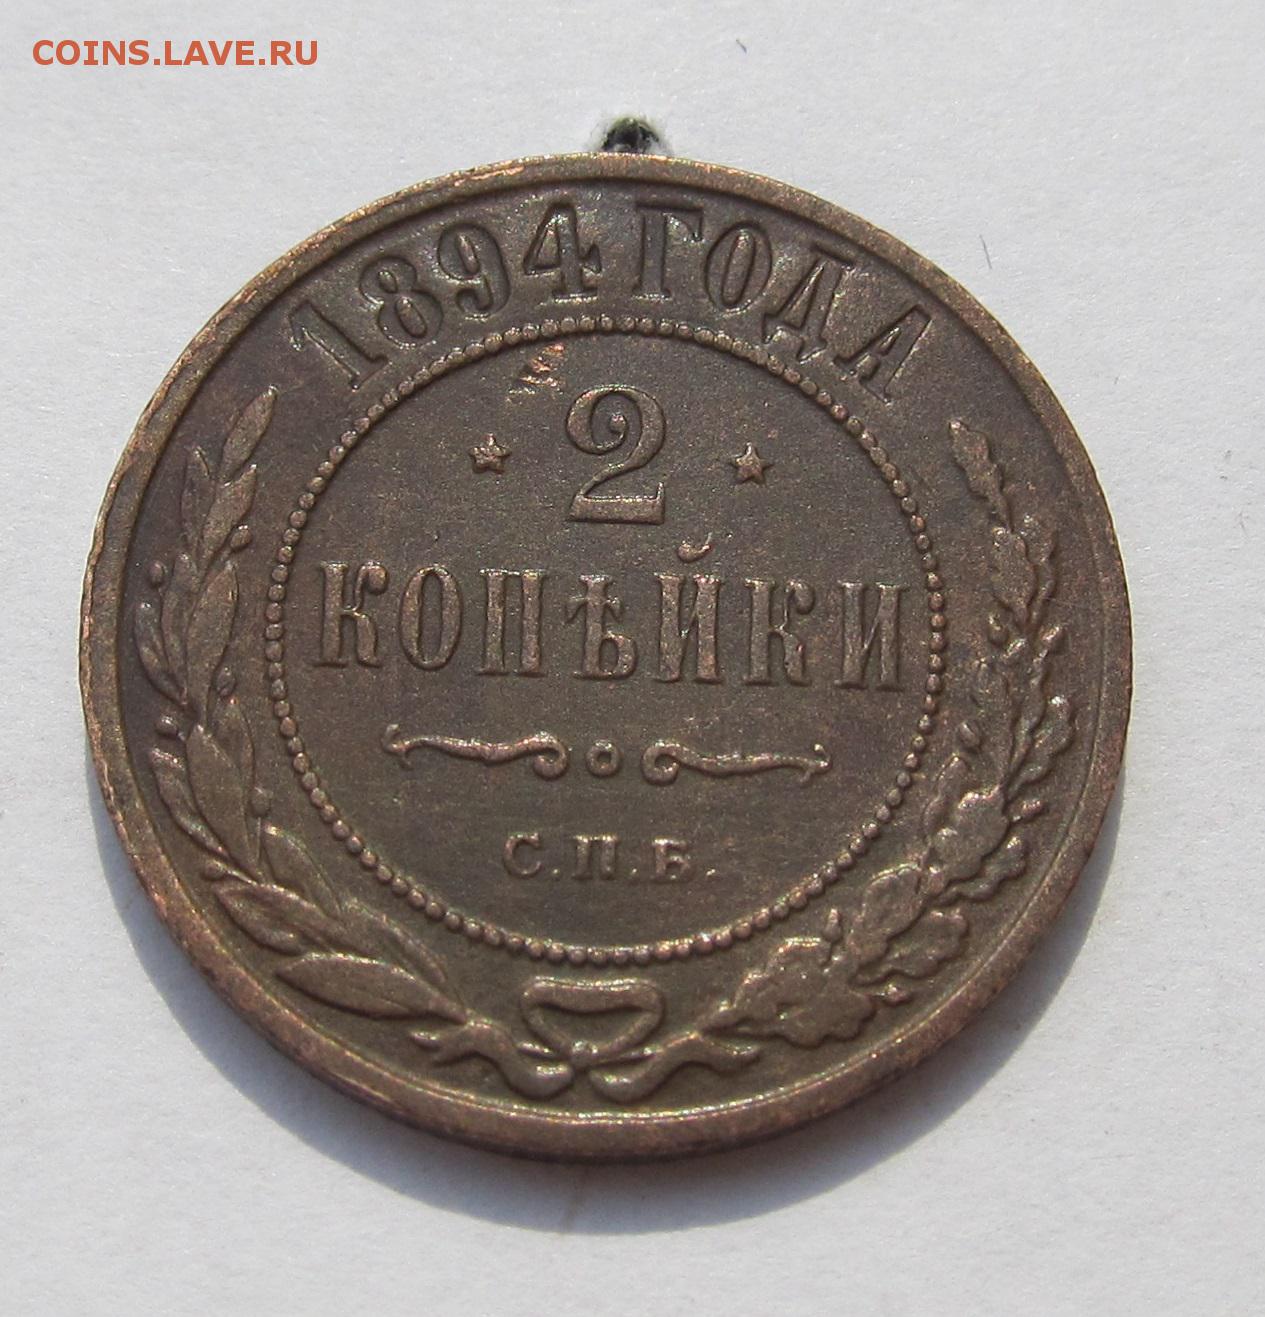 COINS.LAVE.RU
1894 ГОДА
2
КОПѢЙКИ
С.П.Б.